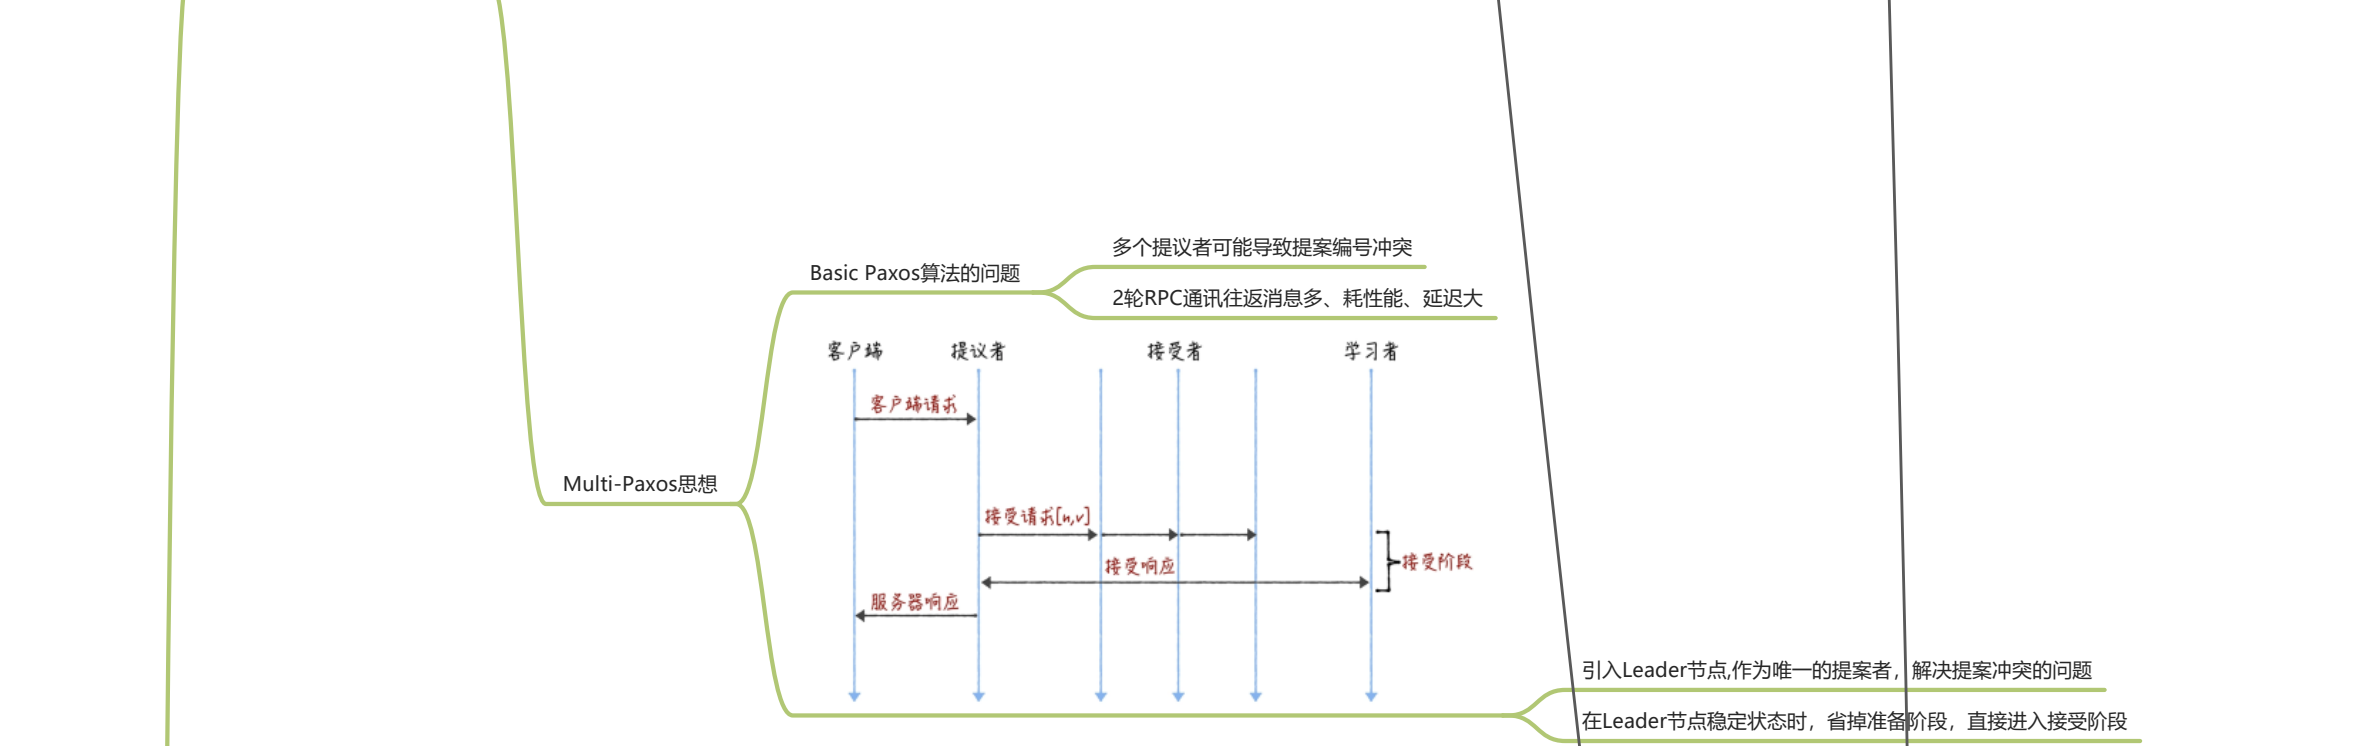 多个提议者可能导致提案编号冲突
Basic Paxos算法的问题
2轮RPC通讯往返消息多、耗性能、延迟大
客户端 提议者 接受者 学习者
客户端请求
Multi-Paxos思想
接受请求[n,v]
接受响应
接受阶段
服务器响应
引入Leader节点,作为唯一的提案者，解决提案冲突的问题
在Leader节点稳定状态时，省掉准备阶段，直接进入接受阶段